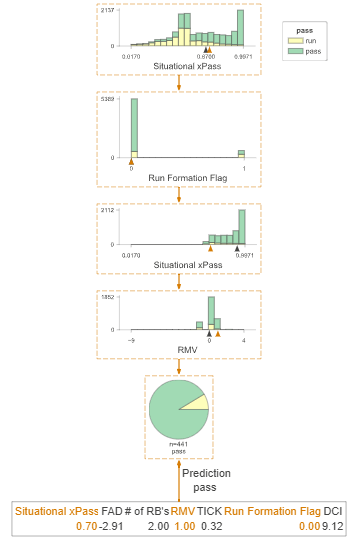 2137
0
0.0170
0.6700
0.9971
Situational xPass
pass
run
pass
5389
0
0
1
Run Formation Flag
2112
0
0.0170
0.9971
Situational xPass
1852
0
-9
0
4
RMV
n=441
pass
Prediction
pass
Situational xPass FAD # of RB's RMV TICK Run Formation Flag DCI
0.70 -2.91 2.00 1.00 0.32 0.00 9.12